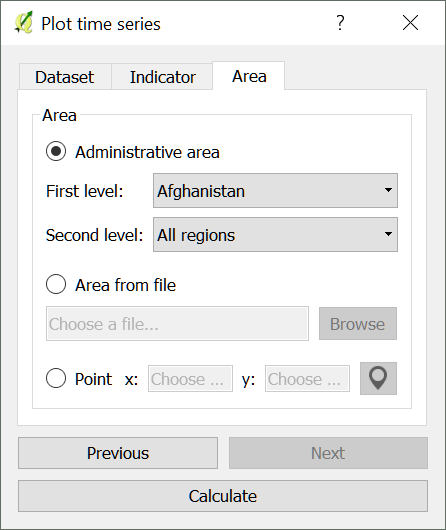 Plot time series ?
Dataset Indicator Area
Area
Administrative area
First level: Afghanistan
Second level: All regions
Area from file
Choose a file... Browse
Point x: Choose ... y: Choose ...
Previous Next
Calculate